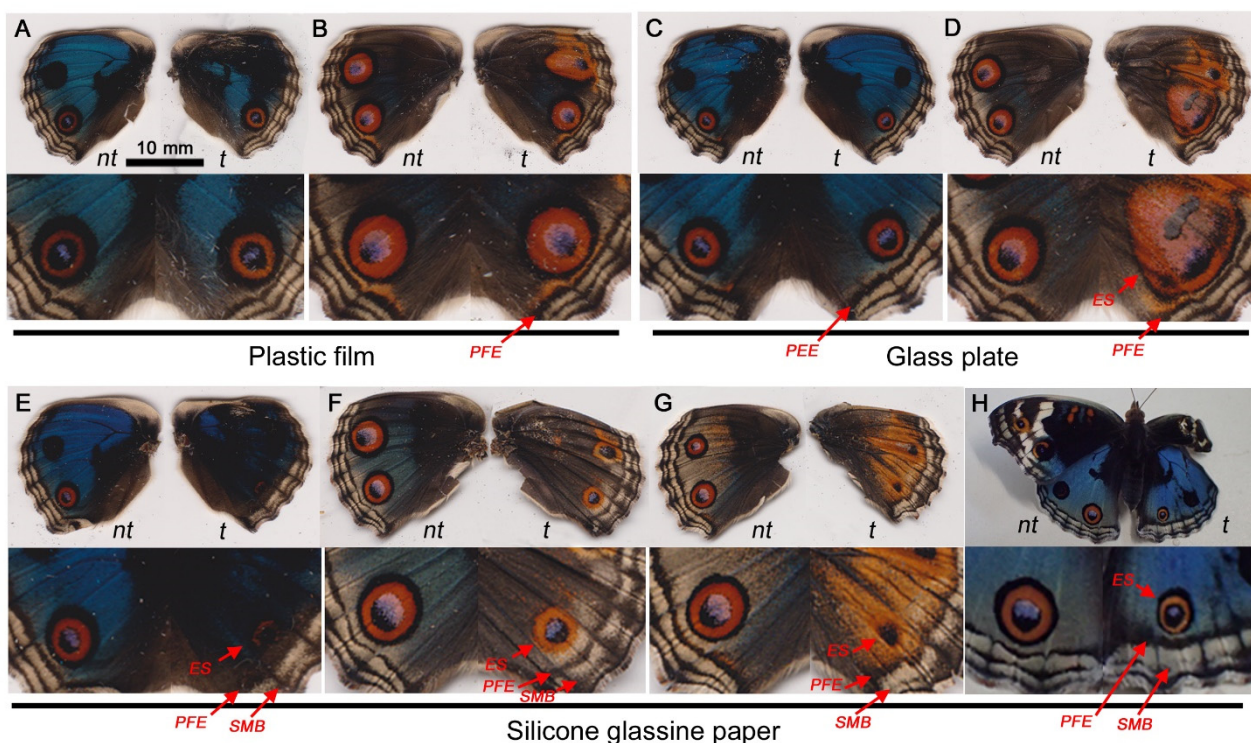 A B C D
10 mm
nt t nt t nt t nt t
ES
PFE PEE PFE
Plastic film Glass plate
E F G H
nt t nt t nt t nt t
ES
ES ES ES
PFE PFE
SMB
PFE SMB SMB PFE SMB
Silicone glassine paper